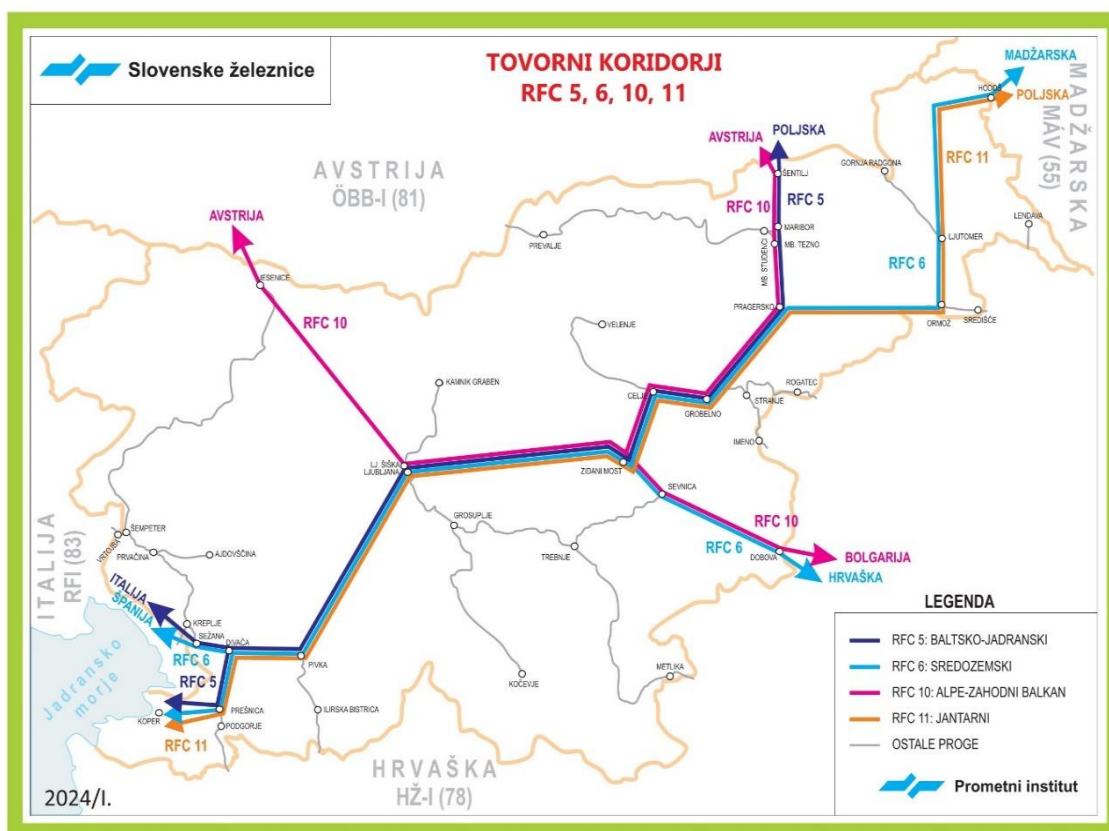 Slovenske železnice
TOVORNI KORIDORJI
RFC 5, 6, 10, 11
MADŽARSKA
HODOŠ
POLJSKA
MADŽARSKA
MÁV (55)
AVSTRIJA
POLJSKA
AVSTRIJA
ÖBB-I (81)
GORNJA RADGONA
RFC 11
ŠENTILJ
RFC 10
RFC 5
AVSTRIJA
LENDAVA
PREVALJE
MARIBOR
LJUTOMER
MB. STUDENCI
MB. TEZNO
RFC 6
JESENICE
PRAGERSKO
ORMOŽ
SREDIŠČE
RFC 10
VELENJE
KAMNIK GRABEN
CELJE
ROGATEC
STRANJE
GROBELNO
IMENO
LJ. ŠIŠKA
LJUBLJANA
ZIDANI MOST
SEVNICA
GROSUPLJE
RFC 10
ITALIJA
RFI (83)
ŠEMPETER
VRTOJBA
PRVAČINA
AJDOVŠČINA
TREBNJE
RFC 6
DOBOVA
BOLGARIJA
HRVAŠKA
ITALIJA
ŠPANIJA
KREPLJE
SEŽANA
DIVAČA
RFC 6
PIVKA
LEGENDA
RFC 5: BALTSKO-JADRANSKI
RFC 6: SREDOZEMSKI
RFC 10: ALPE-ZAHODNI BALKAN
RFC 11: JANTARNI
OSTALE PROGE
Prometni institut
Jadransko
morje
RFC 5
KOPER
PREŠNICA
PODGORJE
RFC 11
ILIRSKA BISTRICA
KOČEVJE
METLIKA
HRVAŠKA
HŽ-I (78)
2024/I.